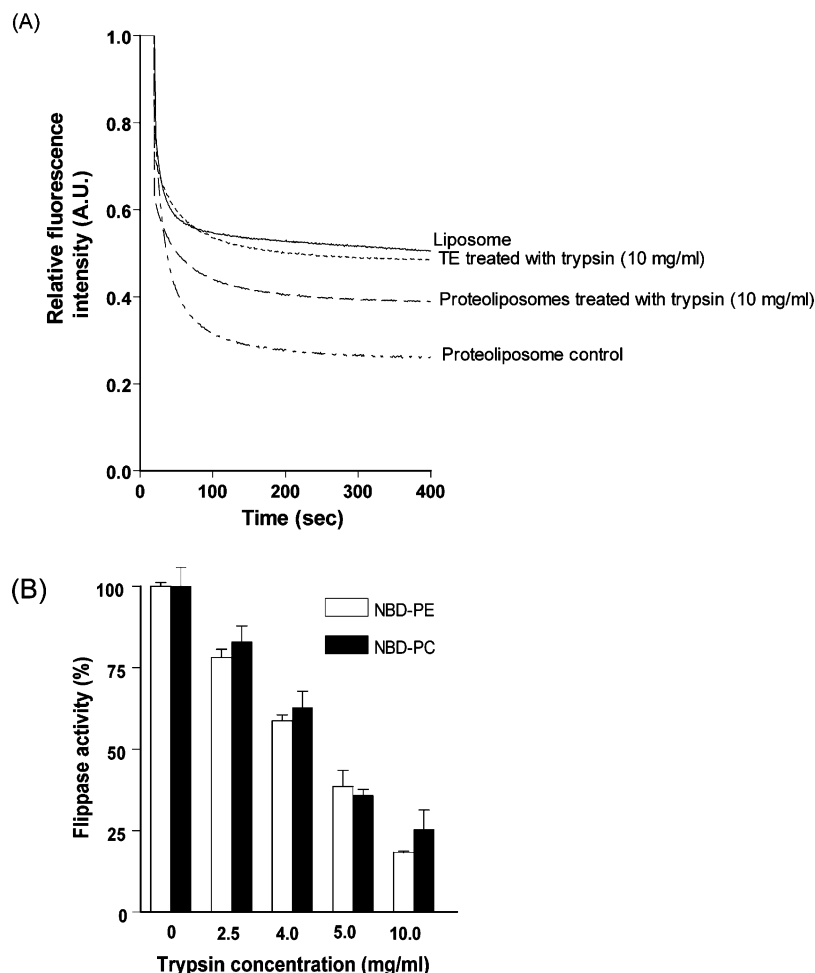 (A)
1.0
0.8
0.6
0.4
0.2
0.0
Relative fluorescence
intensity (A.U.)
Liposome
TE treated with trypsin (10 mg/ml)
Proteoliposomes treated with trypsin (10 mg/ml)
Proteoliposome control
0 100 200 300 400
Time (sec)
(B)
100
75
50
25
0
Flippase activity (%)
NBD-PE
NBD-PC
0 2.5 4.0 5.0 10.0
Trypsin concentration (mg/ml)